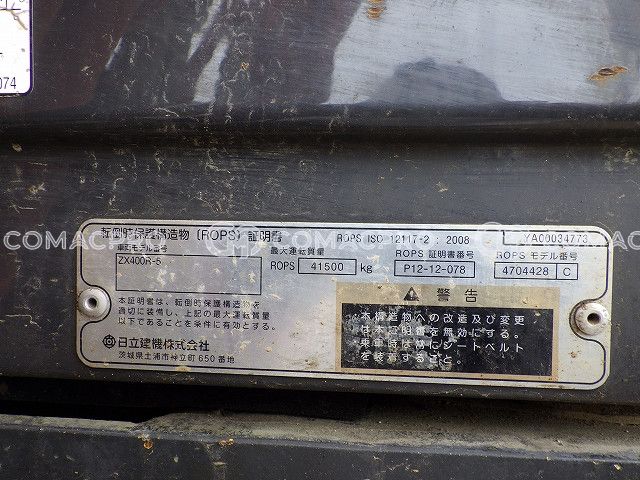 074
転倒時保護構造物 (ROPS) 証明書
ROPS ISO 12117-2 : 2008
YA00034773
車両モデル番号
ZX400R-5
最大運転質量
ROPS 41500 kg
ROPS 証明書番号
P12-12-078
ROPS モデル番号
4704428 C
本証明書は、転倒時保護構造物を
適切に装備し、上記の最大運転質量
以下であることを条件に有効とする。
日立建機株式会社
茨城県土浦市神立町650番地
警告
本構造物への改造及び変更
は本証明書を無効にする。
乗車時は常にシートベルト
を装着すること。
COMACHI